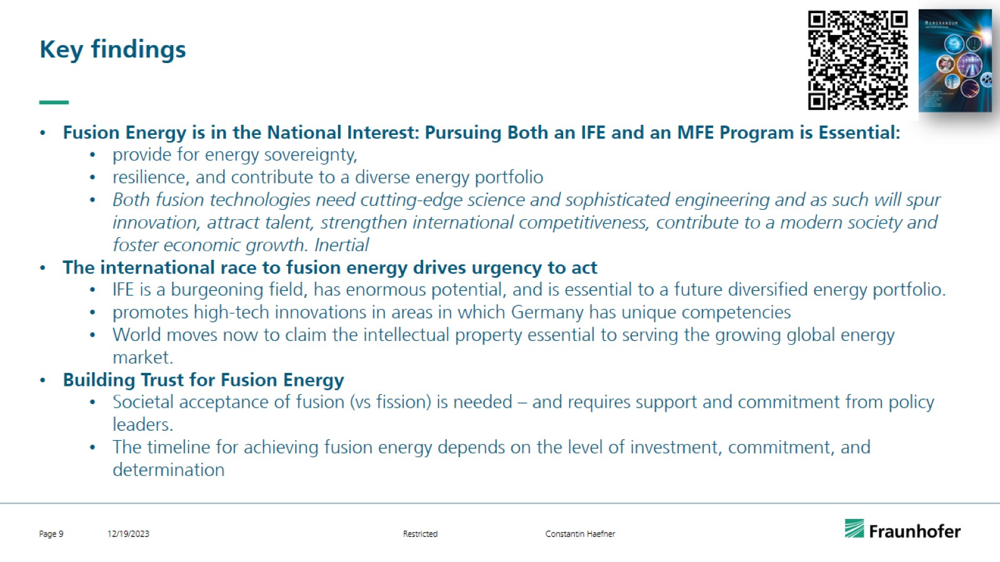 Key findings
MEMORANDUM
• Fusion Energy is in the National Interest: Pursuing Both an IFE and an MFE Program is Essential:
• provide for energy sovereignty,
• resilience, and contribute to a diverse energy portfolio
• Both fusion technologies need cutting-edge science and sophisticated engineering and as such will spur
innovation, attract talent, strengthen international competitiveness, contribute to a modern society and
foster economic growth. Inertial
• The international race to fusion energy drives urgency to act
• IFE is a burgeoning field, has enormous potential, and is essential to a future diversified energy portfolio.
• promotes high-tech innovations in areas in which Germany has unique competencies
• World moves now to claim the intellectual property essential to serving the growing global energy
market.
• Building Trust for Fusion Energy
• Societal acceptance of fusion (vs fission) is needed – and requires support and commitment from policy
leaders.
• The timeline for achieving fusion energy depends on the level of investment, commitment, and
determination
Page 9 12/19/2023 Restricted Constantin Haefner Fraunhofer